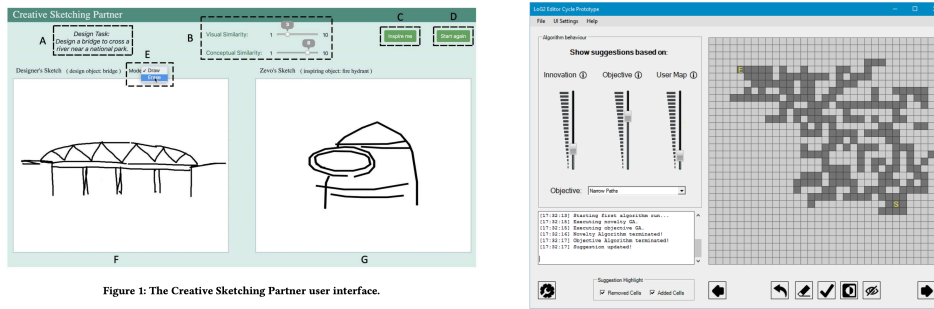 Creative Sketching Partner
A
Design Task:
Design a bridge to cross a
river near a national park.
B
Visual Similarity: 1 3 10
Conceptual Similarity: 1 10
C
Inspire me
D
Start again
E
Designer's Sketch ( design object: bridge )
Mode ✓ Draw
Erase
Zevo's Sketch ( inspiring object: fire hydrant )
F
G
Figure 1: The Creative Sketching Partner user interface.
LoG2 Editor Cycle Prototype
File UI Settings Help
Algorithm behaviour
Show suggestions based on:
Innovation Objective User Map
Objective: Narrow Paths
[17:32:13] Starting first algorithm run...
[17:32:15] Executing novelty GA.
[17:32:15] Executing objective GA.
[17:32:16] Novelty Algorithm terminated!
[17:32:17] Objective Algorithm terminated!
[17:32:17] Suggestion updated!
E
S
Suggestion Highlight
Removed Cells Added Cells